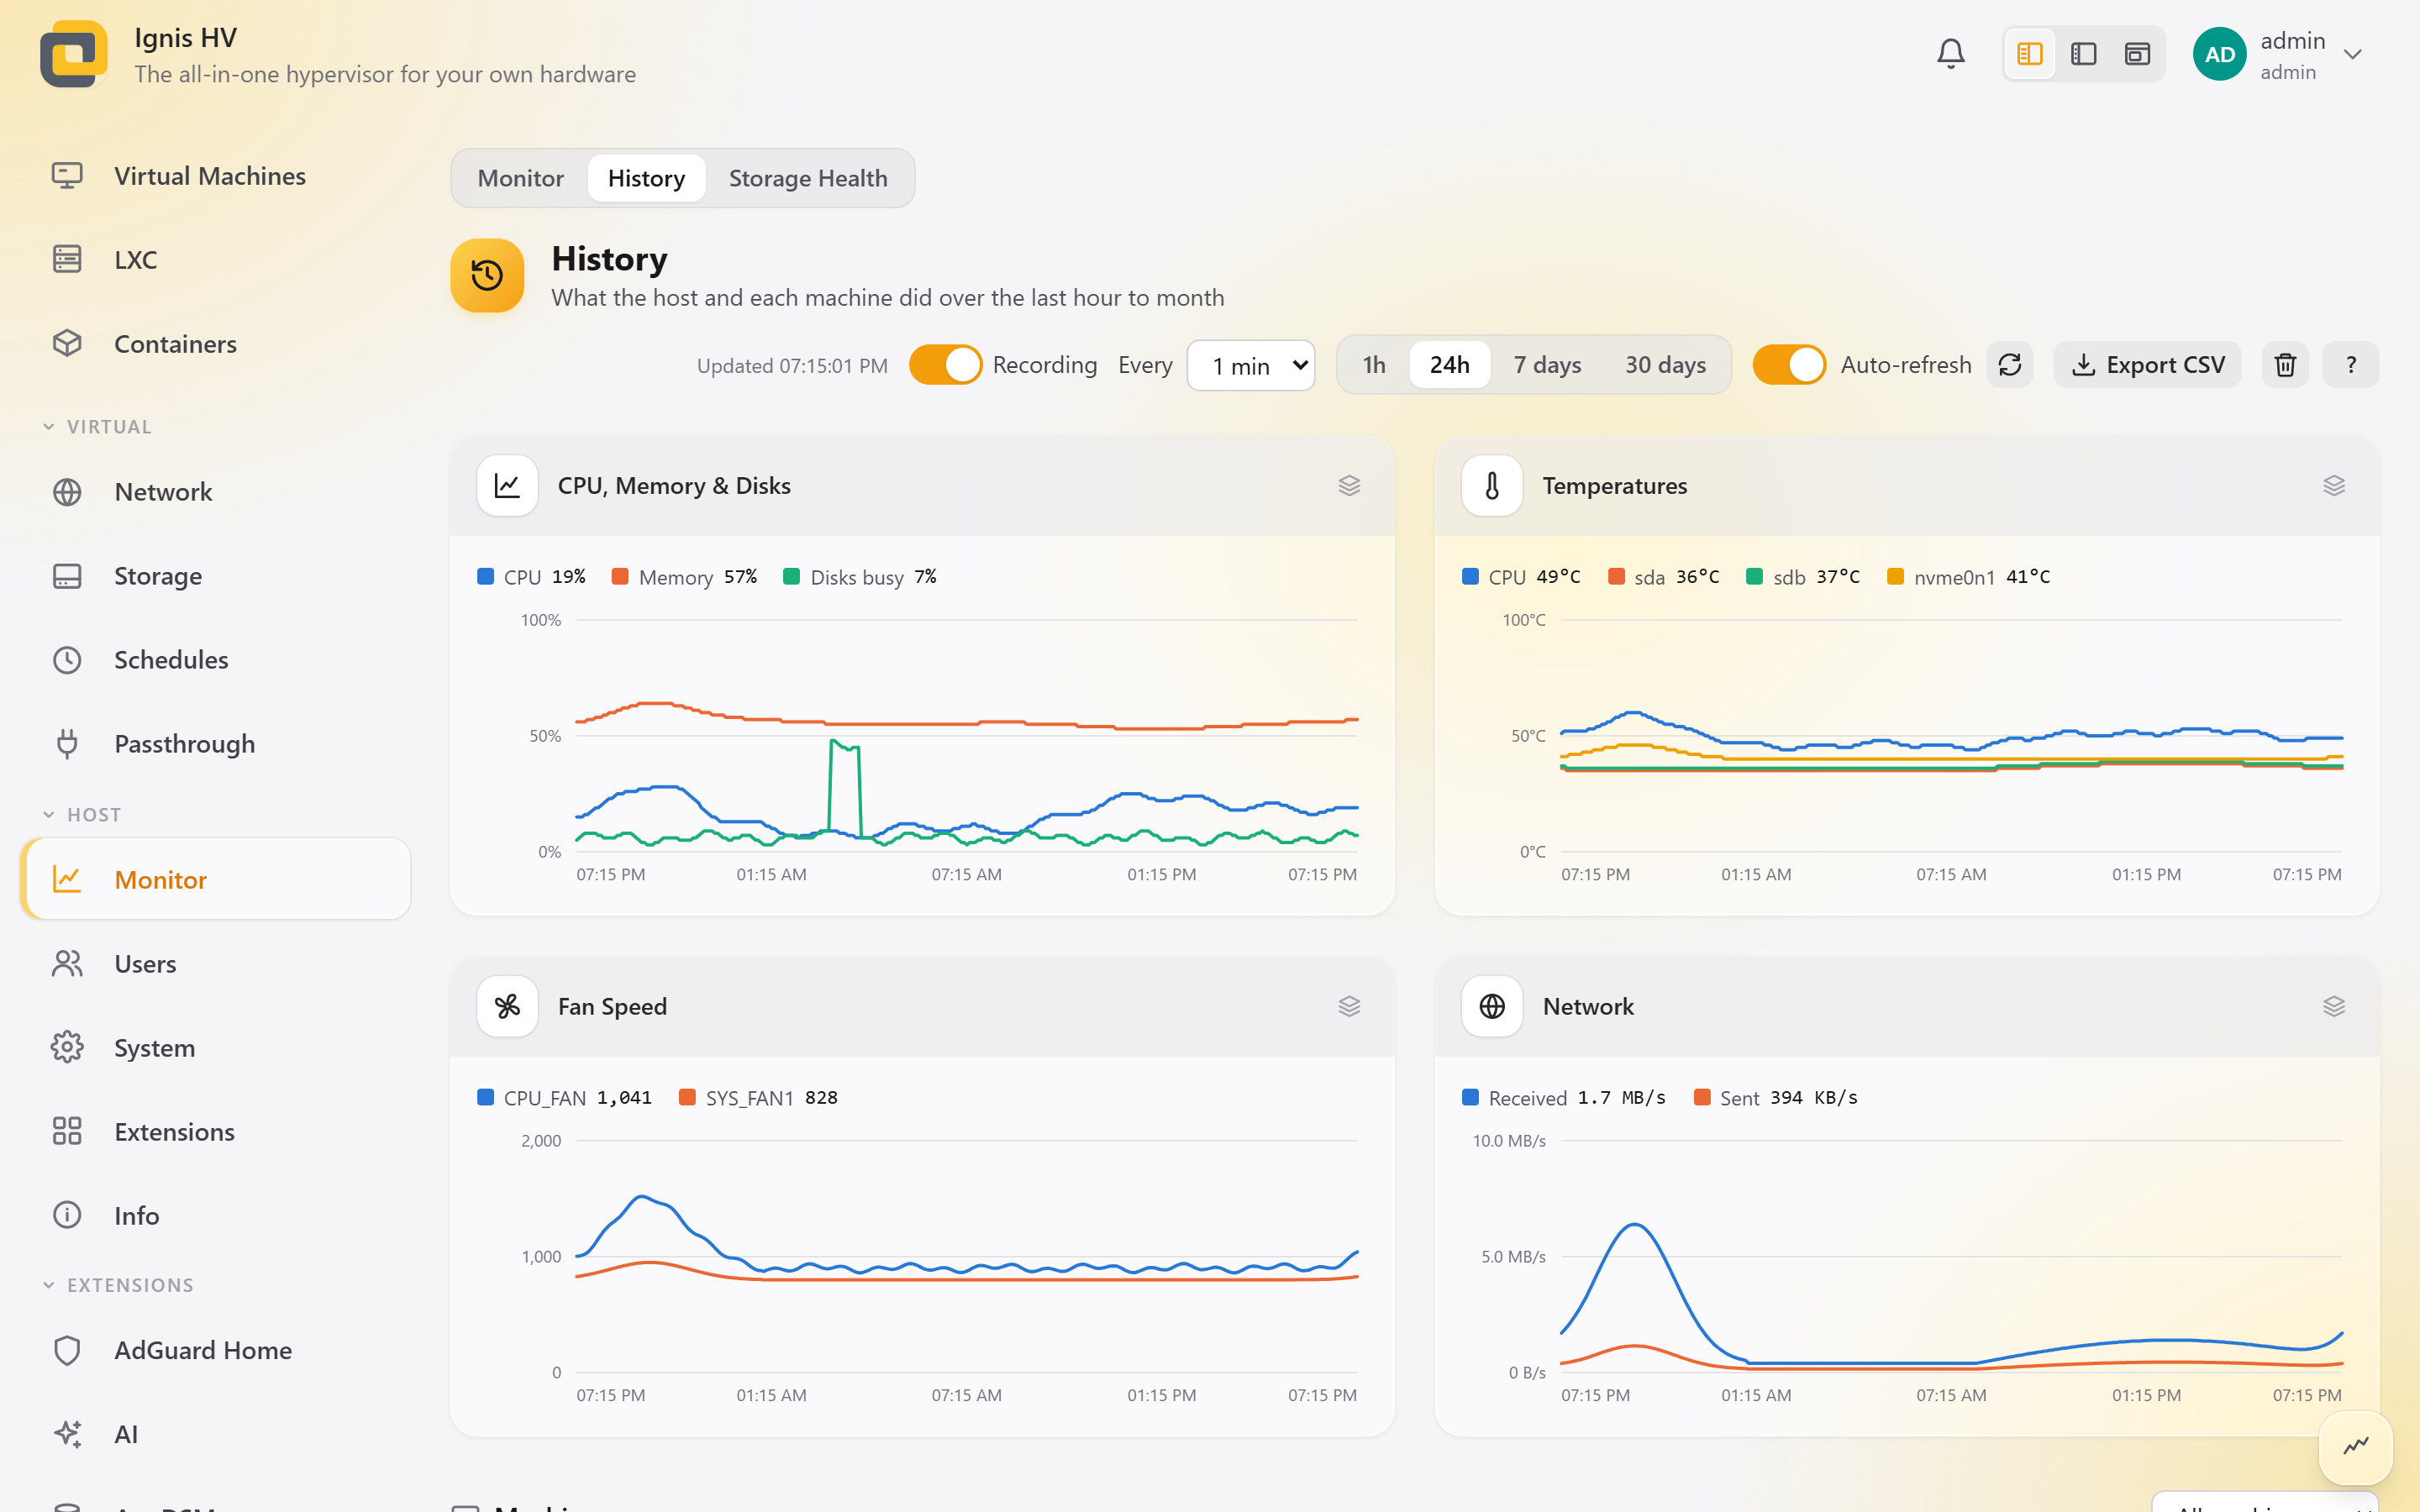 Ignis HV
The all-in-one hypervisor for your own hardware
AD
admin
admin
Virtual Machines
LXC
Containers
VIRTUAL
Network
Storage
Schedules
Passthrough
HOST
Monitor
Users
System
Extensions
Info
EXTENSIONS
AdGuard Home
AI
Monitor History Storage Health
History
What the host and each machine did over the last hour to month
Updated 07:15:01 PM Recording Every 1 min 1h 24h 7 days 30 days Auto-refresh Export CSV ?
CPU, Memory & Disks
CPU 19% Memory 57% Disks busy 7%
100%
50%
0%
07:15 PM 01:15 AM 07:15 AM 01:15 PM 07:15 PM
Temperatures
CPU 49°C sda 36°C sdb 37°C nvme0n1 41°C
100°C
50°C
0°C
07:15 PM 01:15 AM 07:15 AM 01:15 PM 07:15 PM
Fan Speed
CPU_FAN 1,041 SYS_FAN1 828
2,000
1,000
0
07:15 PM 01:15 AM 07:15 AM 01:15 PM 07:15 PM
Network
Received 1.7 MB/s Sent 394 KB/s
10.0 MB/s
5.0 MB/s
0 B/s
07:15 PM 01:15 AM 07:15 AM 01:15 PM 07:15 PM